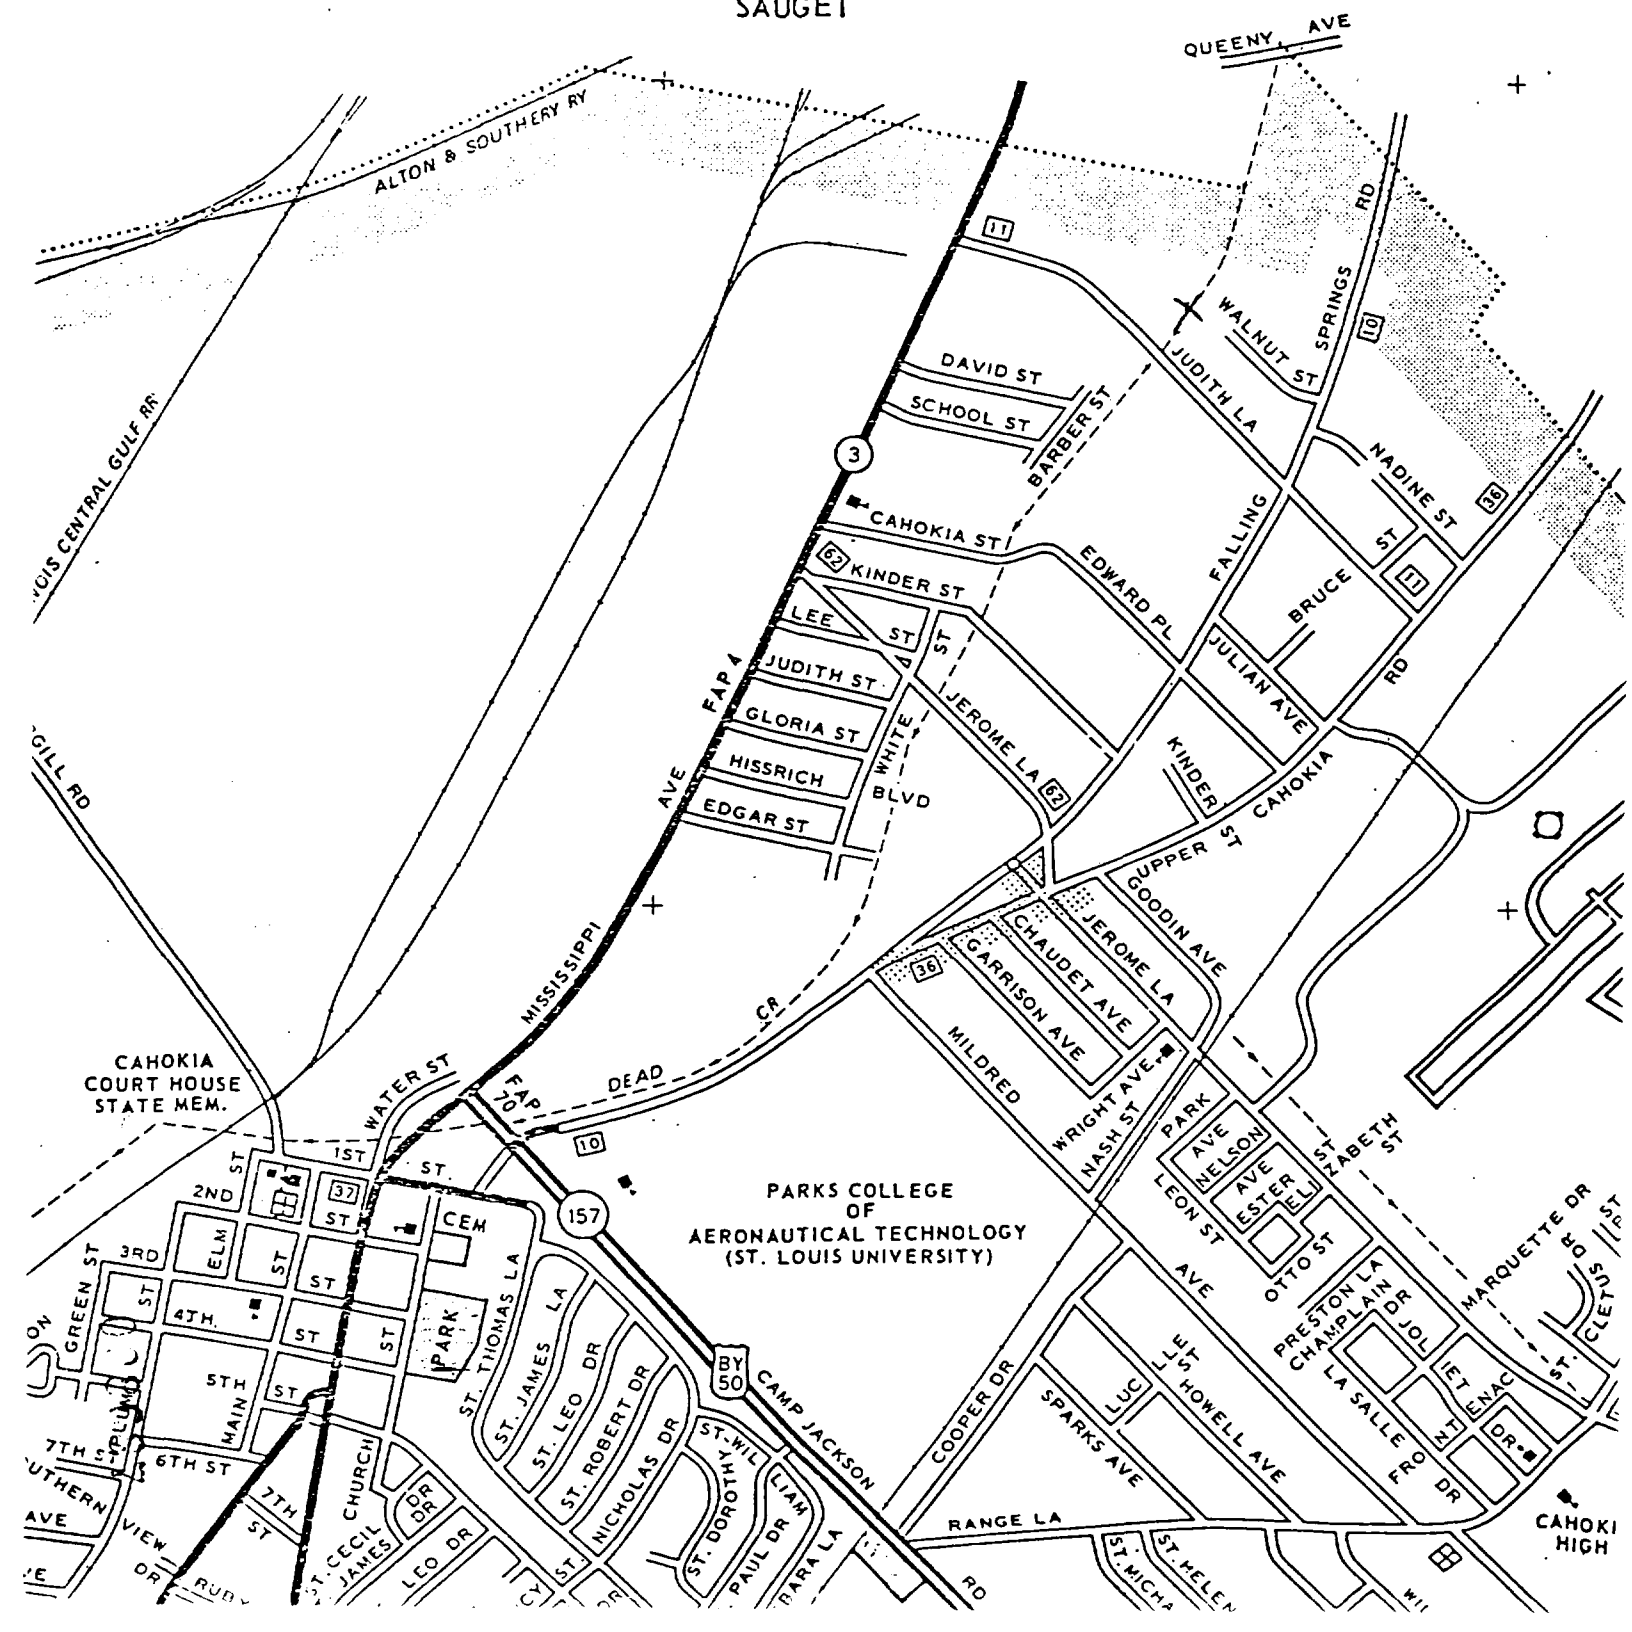 SAUGET
QUEENY AVE
ALTON & SOUTHERY RY
11
SPRINGS RD
10
WALNUT ST
DAVID ST
SCHOOL ST
BARBER ST
JUDITH LA
NADINE ST
36
3
CENTRAL GULF RR
CAHOKIA ST
62
KINDER ST
EDWARD PL
FALLING
ST
11
BRUCE
LEE ST
ST
JUDITH ST
FAP 4
JULIAN AVE
RD
GLORIA ST
WHITE
JEROME LA
62
HISSRICH
BLVD
EDGAR ST
AVE
KINDER ST
CAHOKIA
UPPER
GILL RD
GOODIN AVE
JEROME LA
CHAUDET AVE
GARRISON AVE
36
MISSISSIPPI
MILDRED
CR
DEAD
CAHOKIA
COURT HOUSE
STATE MEM.
WATER ST
FAP
70
10
WRIGHT AVE
NASH ST
PARK
AVE
NELSON
AVE
ESTER
ELI
ZABETH
ST
ST
LEON ST
OTTO ST
1ST
ST
37
ST
2ND
ST
CEM
157
PARKS COLLEGE
OF
AERONAUTICAL TECHNOLOGY
(ST. LOUIS UNIVERSITY)
AVE
MARQUETTE DR
CLETUS DR
ST
3RD
ELM
ST
ST
GREEN ST
ST
4TH
ST
ST
PARK
ST. THOMAS LA
ST. JAMES LA
ST. LEO DR
ST. ROBERT DR
NICHOLAS DR
BY
50
CAMP JACKSON
PRESTON LA
CHAMPLAIN
DR
JOL
IET
LA SALLE
DR
FRO
NT
ENAC
DR
ST.
LUC
ILLE
ST
HOWELL AVE
SPARKS AVE
COOPER DR
ON
5TH
ST
MAIN
PLUM
7TH S
6TH ST
7TH
ST
CHURCH
UTHERN
VIEW
DR
AVE
RUBY
ST. CECIL
DR
JAMES
DR
LEO DR
ST.
DR
ST. WIL
LIAM
ST. DOROTHY
PAUL DR
BARA LA
RANGE LA
RD
ST. MICHA
ST. HELEN
WIL
CAHOKI
HIGH